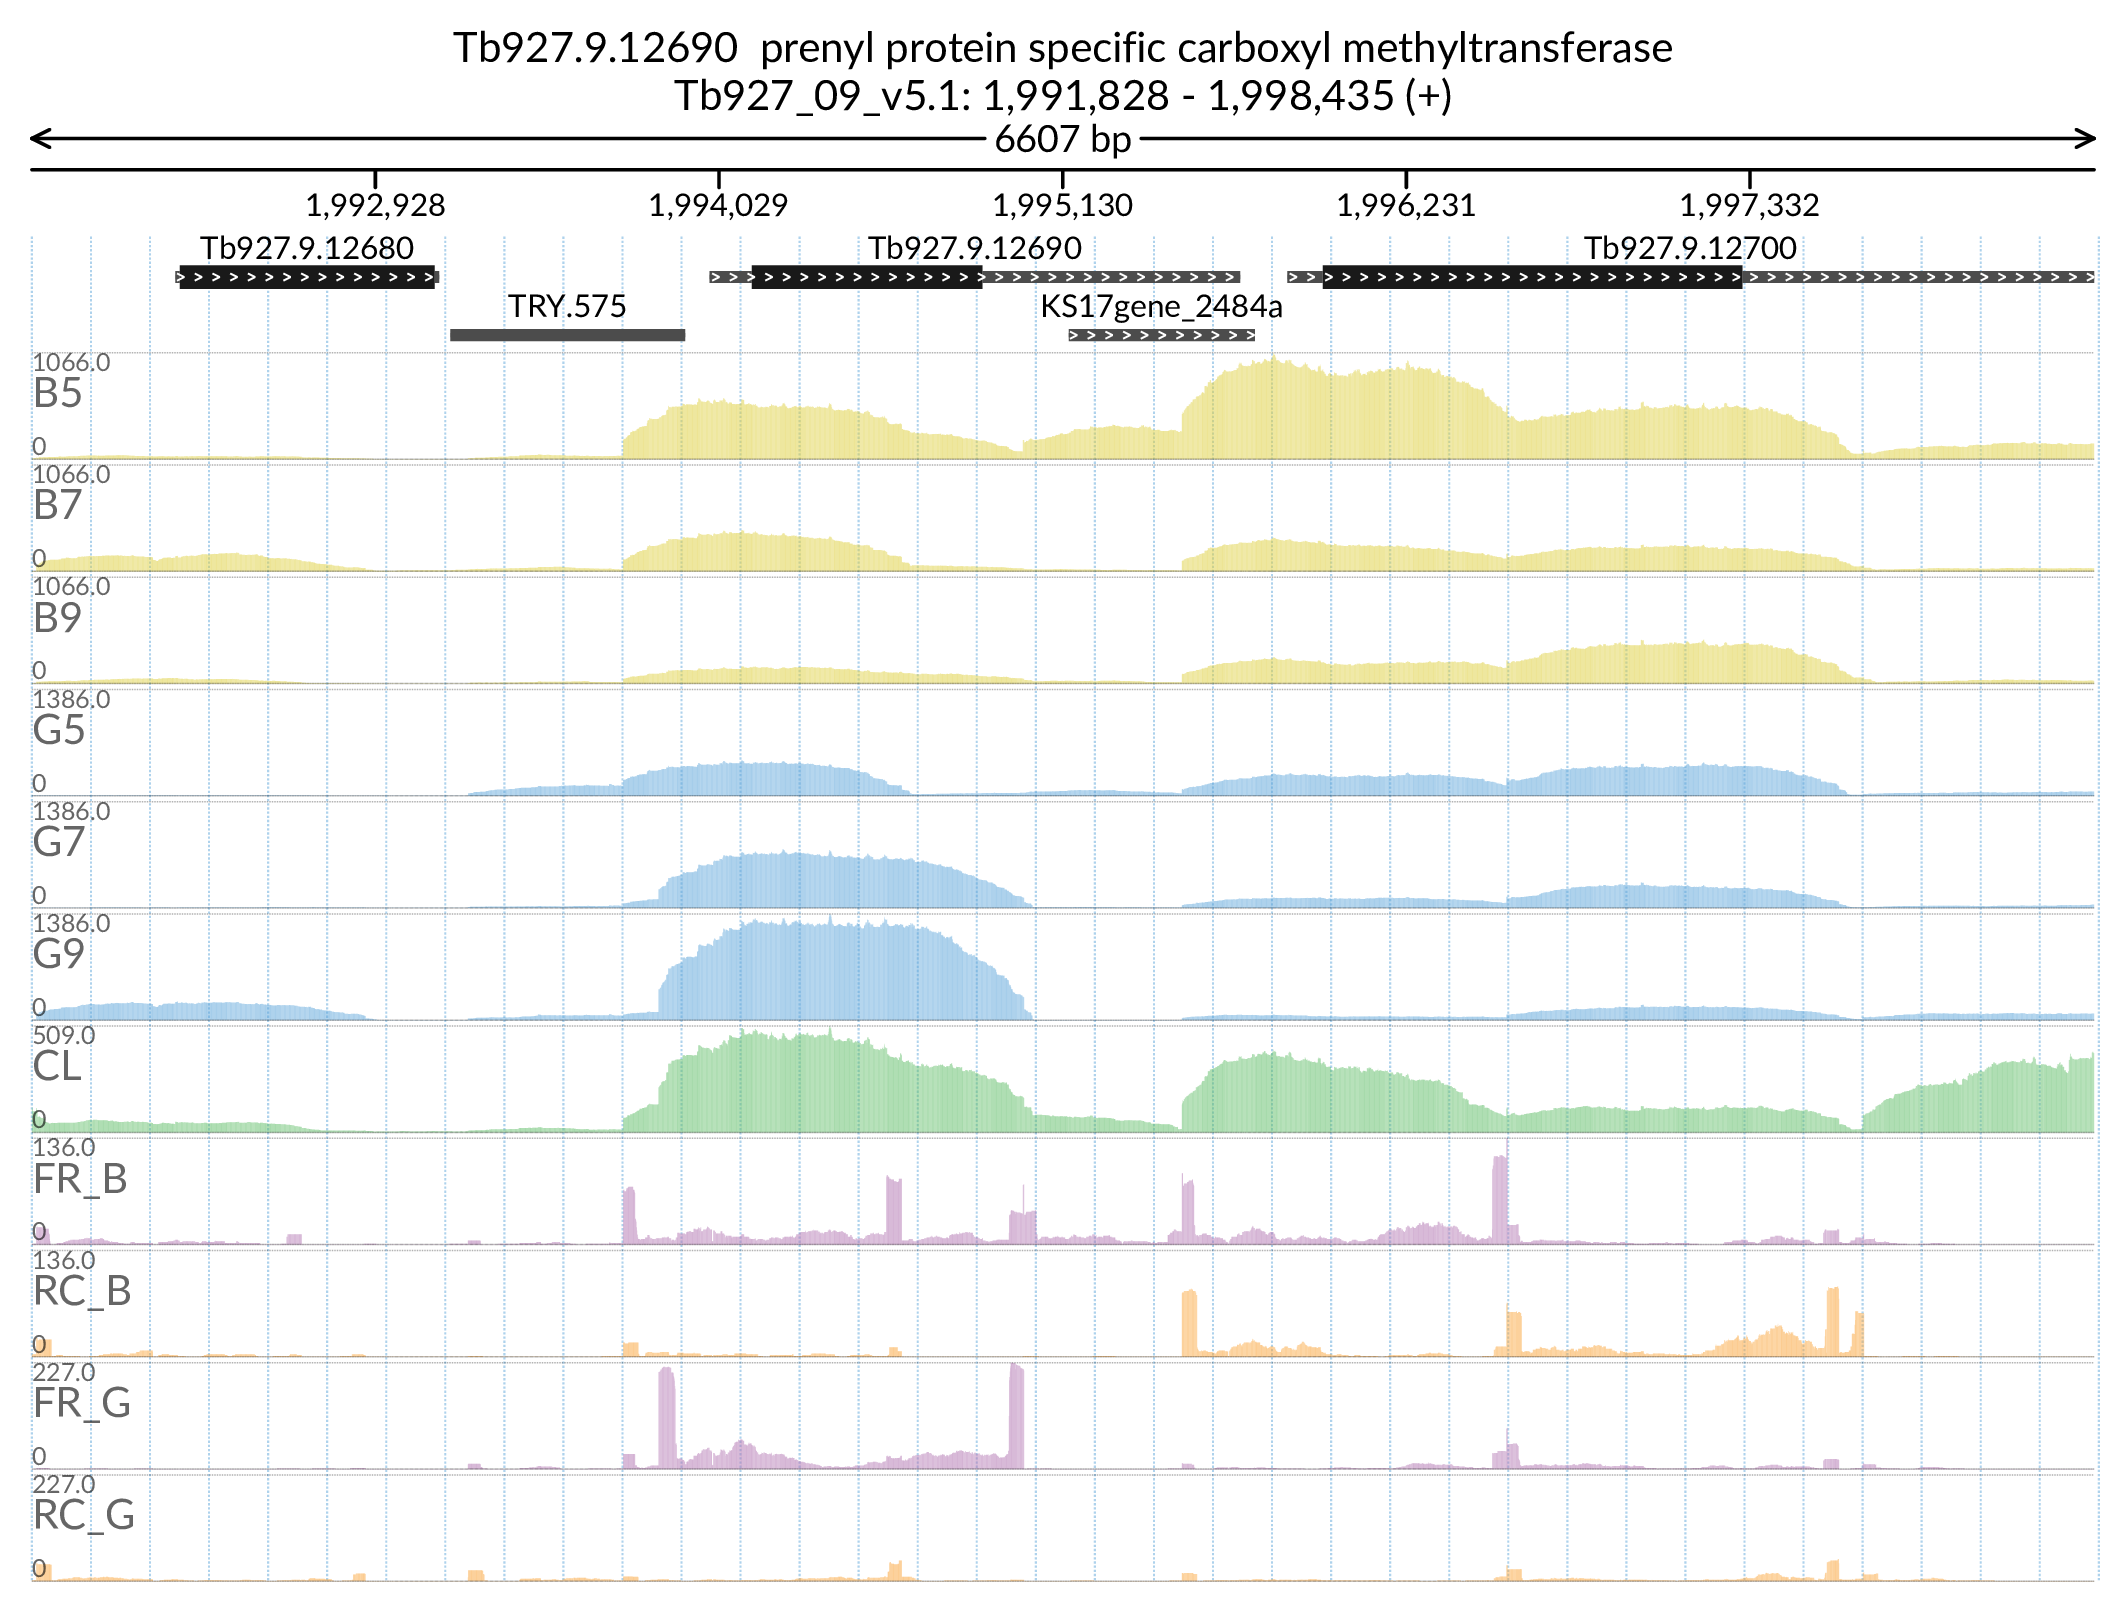 Tb927.9.12690  prenyl protein specific carboxyl methyltransferase
Tb927_09_v5.1: 1,991,828 - 1,998,435 (+)
6607 bp
1,992,928 1,994,029 1,995,130 1,996,231 1,997,332
Tb927.9.12680 Tb927.9.12690 Tb927.9.12700
TRY.575 KS17gene_2484a
1066.0
B5
0
1066.0
B7
0
1066.0
B9
0
1386.0
G5
0
1386.0
G7
0
1386.0
G9
0
509.0
CL
0
136.0
FR_B
0
136.0
RC_B
0
227.0
FR_G
0
227.0
RC_G
0